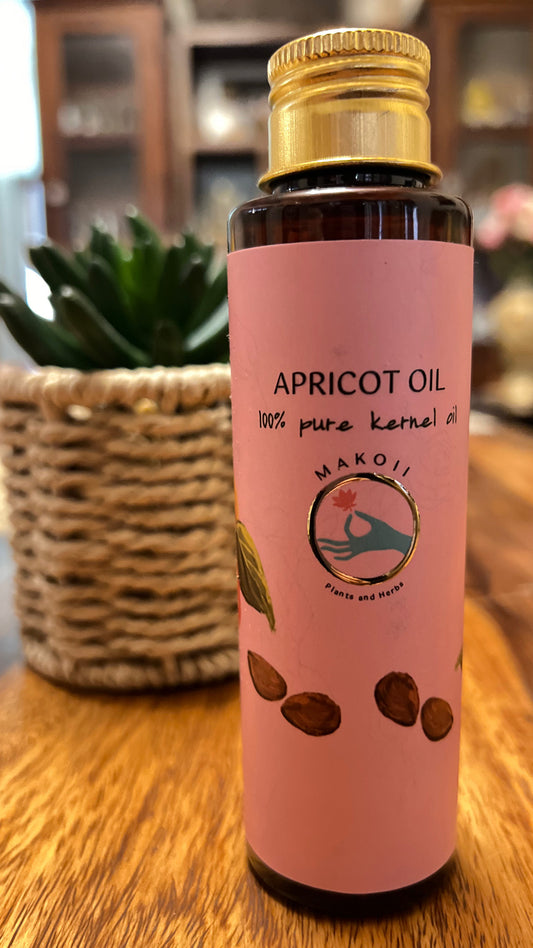 APRICOT OIL
100% pure kernel oil
MAKOII
Plants and Herbs